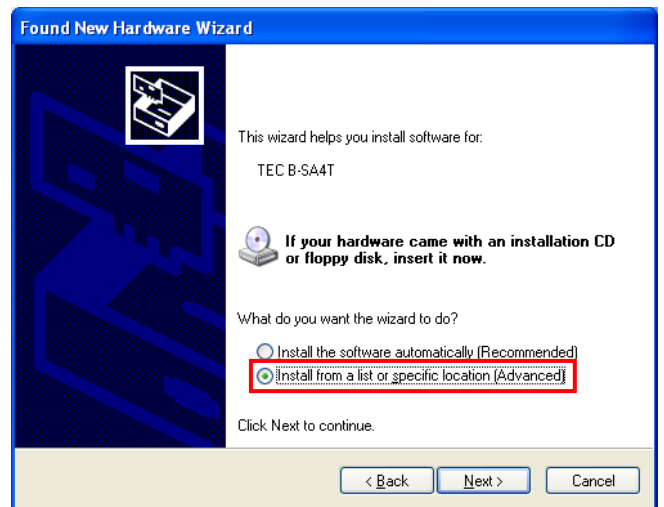 Found New Hardware Wizard
This wizard helps you install software for:
TEC B-SA4T
If your hardware came with an installation CD
or floppy disk, insert it now.
What do you want the wizard to do?
Install the software automatically (Recommended)
Install from a list or specific location (Advanced)
Click Next to continue.
< Back
Next >
Cancel